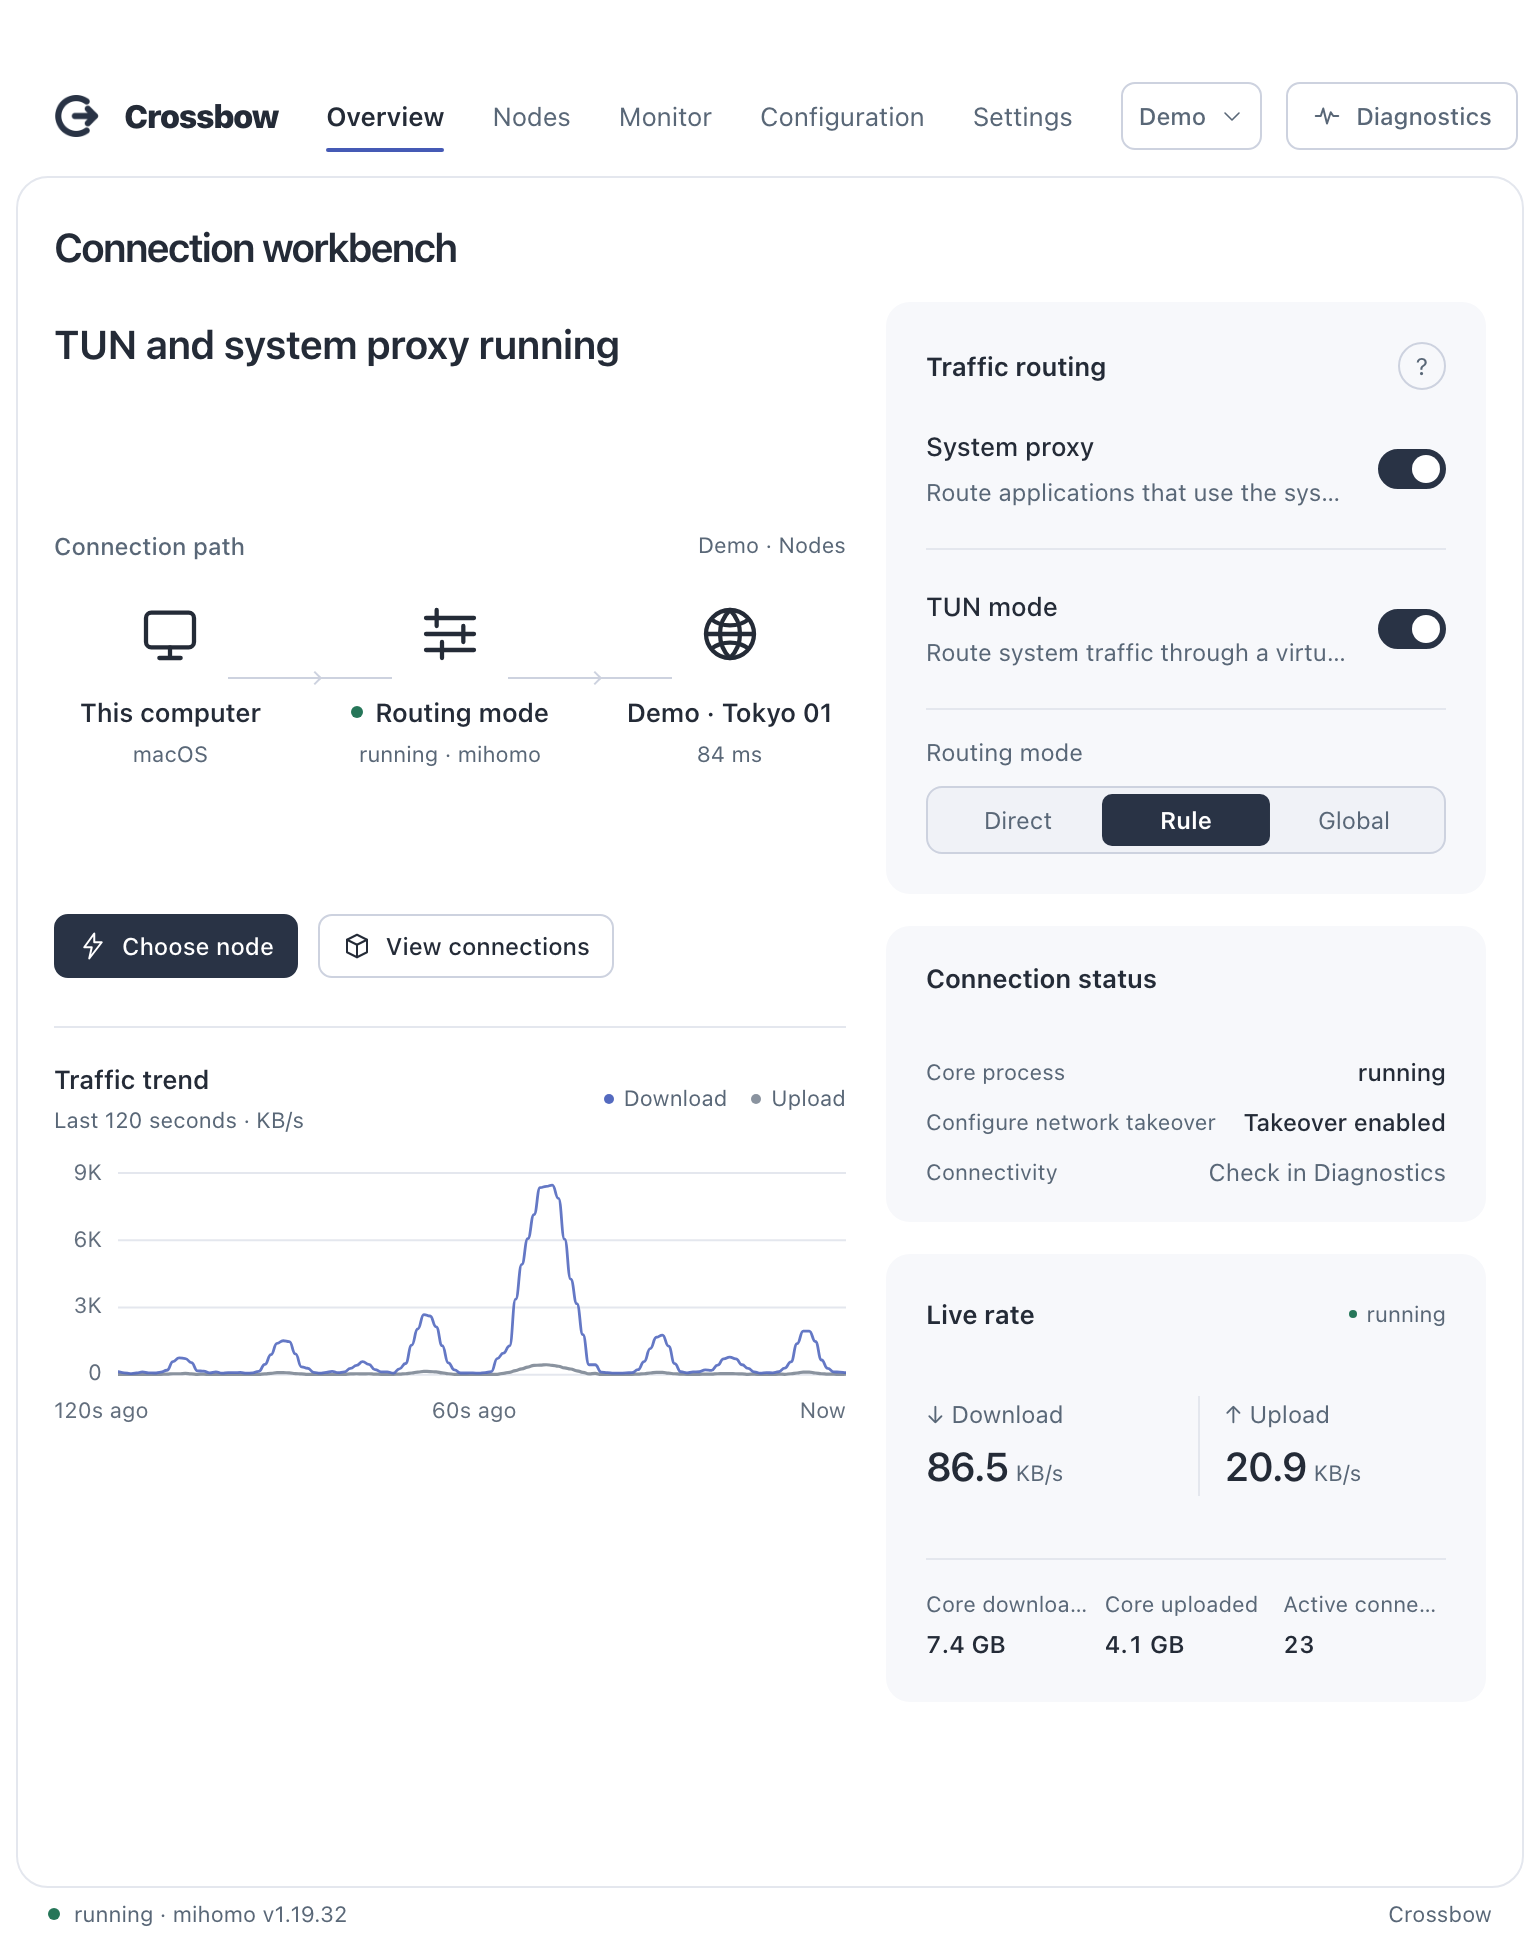 Crossbow
Overview
Nodes
Monitor
Configuration
Settings
Demo
Diagnostics
Connection workbench
TUN and system proxy running
Connection path
Demo · Nodes
This computer
macOS
Routing mode
running · mihomo
Demo · Tokyo 01
84 ms
Choose node
View connections
Traffic trend
Last 120 seconds · KB/s
Download
Upload
9K
6K
3K
0
120s ago
60s ago
Now
Traffic routing
?
System proxy
Route applications that use the sys...
TUN mode
Route system traffic through a virtu...
Routing mode
Direct
Rule
Global
Connection status
Core process
running
Configure network takeover
Takeover enabled
Connectivity
Check in Diagnostics
Live rate
running
↓ Download
86.5 KB/s
↑ Upload
20.9 KB/s
Core downloa...
7.4 GB
Core uploaded
4.1 GB
Active conne...
23
running · mihomo v1.19.32
Crossbow